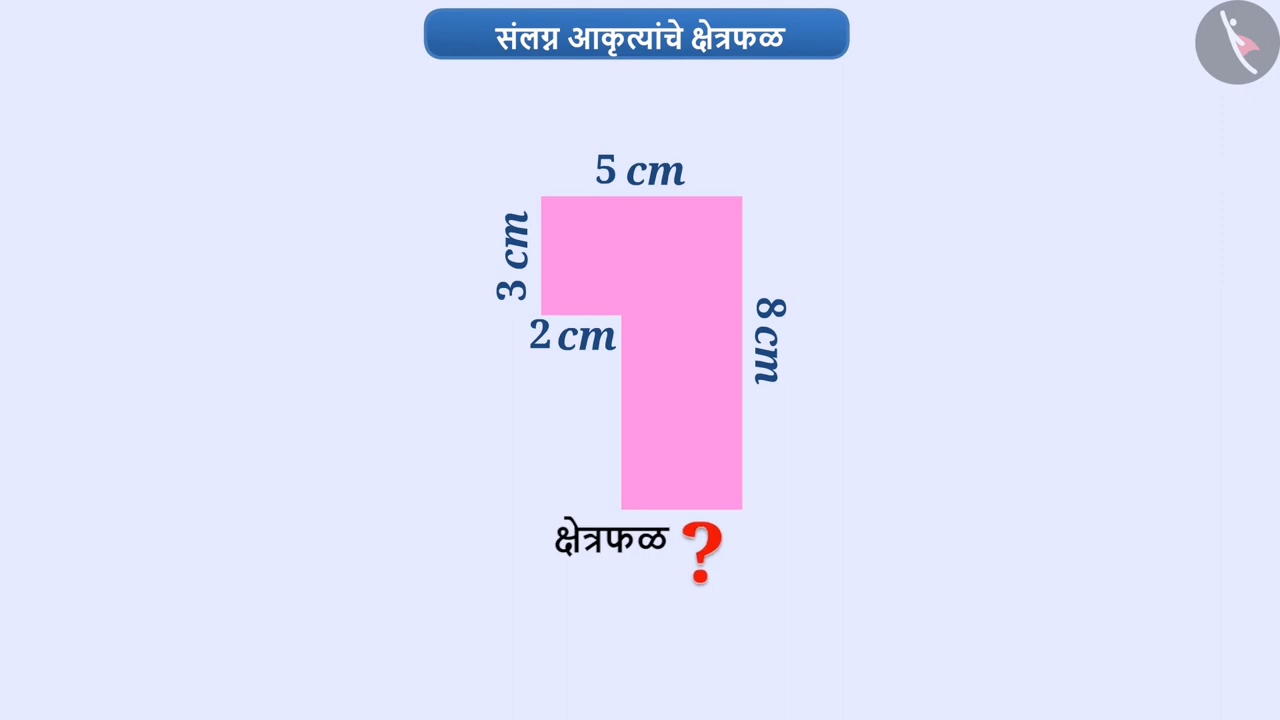 संलग्न आकृत्यांचे क्षेत्रफळ
5 cm
3 cm
2 cm
8 cm
क्षेत्रफळ ?